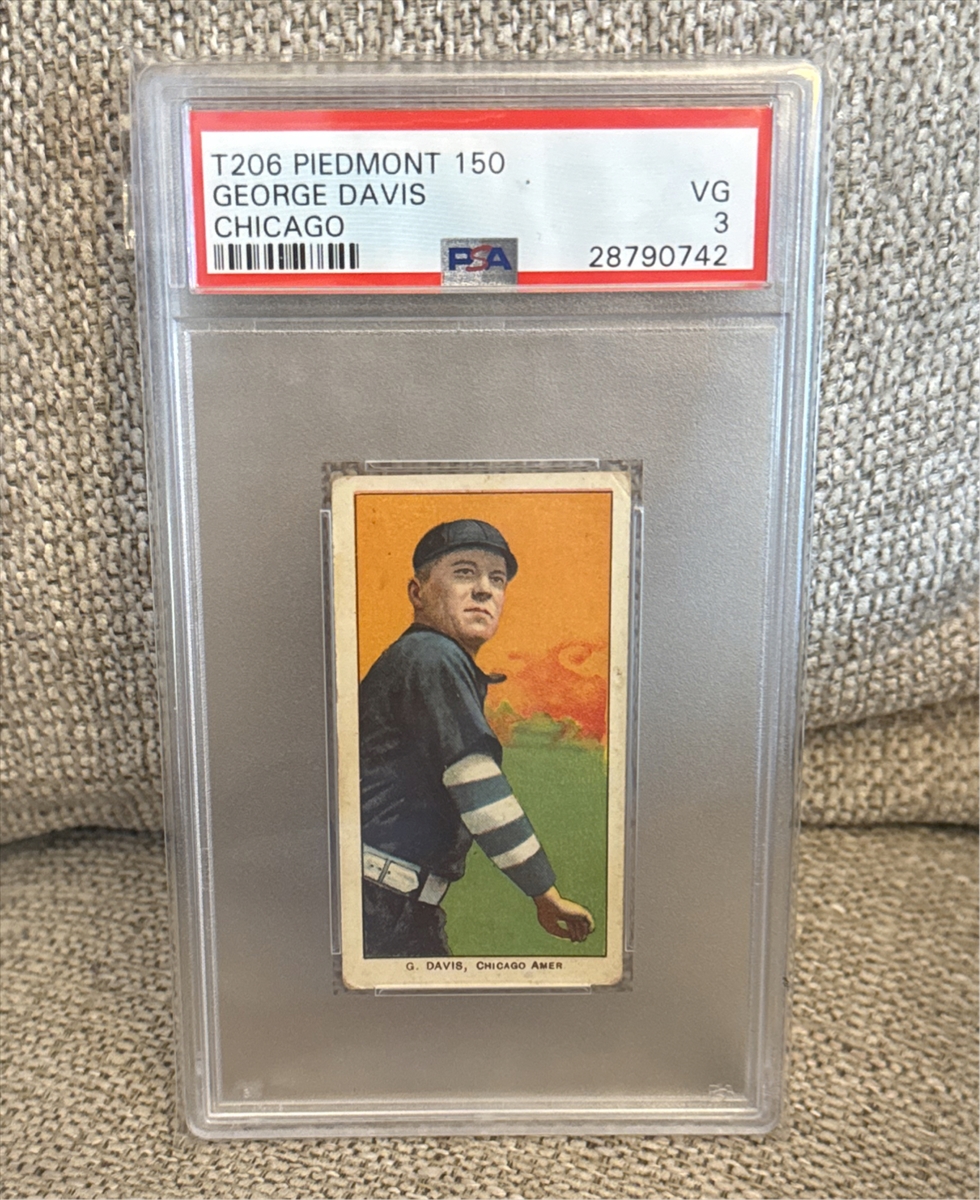 T206 PIEDMONT 150
GEORGE DAVIS
VG
CHICAGO
3
PSA
28790742
G. DAVIS, CHICAGO AMER